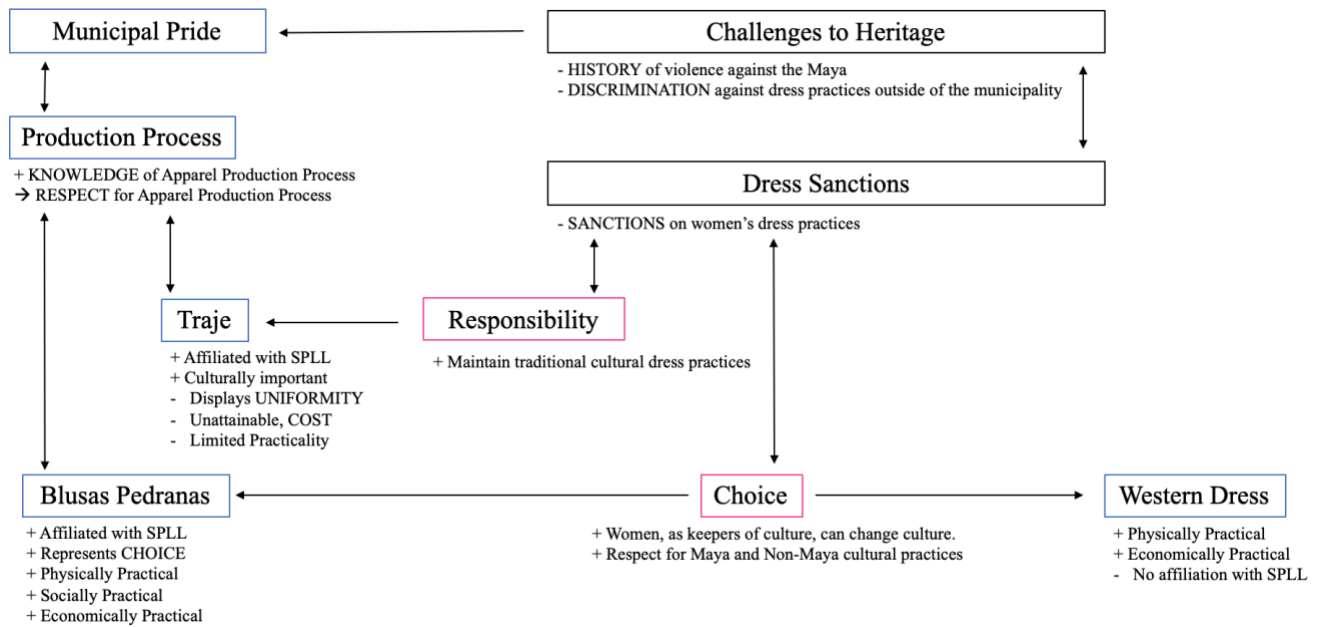 Municipal Pride
Challenges to Heritage
- HISTORY of violence against the Maya
- DISCRIMINATION against dress practices outside of the municipality
Production Process
+ KNOWLEDGE of Apparel Production Process
→ RESPECT for Apparel Production Process
Dress Sanctions
- SANCTIONS on women’s dress practices
Traje
+ Affiliated with SPLL
+ Culturally important
- Displays UNIFORMITY
- Unattainable, COST
- Limited Practicality
Responsibility
+ Maintain traditional cultural dress practices
Blusas Pedranas
+ Affiliated with SPLL
+ Represents CHOICE
+ Physically Practical
+ Socially Practical
+ Economically Practical
Choice
+ Women, as keepers of culture, can change culture.
+ Respect for Maya and Non-Maya cultural practices
Western Dress
+ Physically Practical
+ Economically Practical
- No affiliation with SPLL